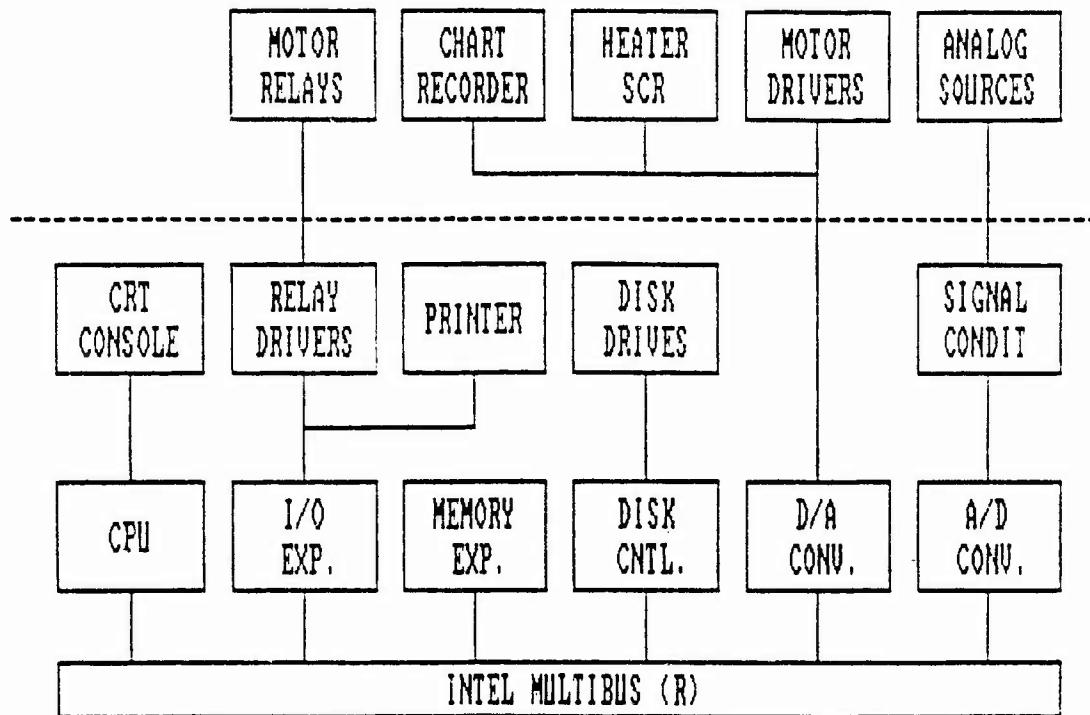 MOTOR
RELAYS
CHART
RECORDER
HEATER
SCR
MOTOR
DRIVERS
ANALOG
SOURCES
CRT
CONSOLE
RELAY
DRIVERS
PRINTER
DISK
DRIVES
SIGNAL
CONDIT
CPU
I/O
EXP.
MEMORY
EXP.
DISK
CNTL.
D/A
CONV.
A/D
CONV.
INTEL MULTIBUS (R)